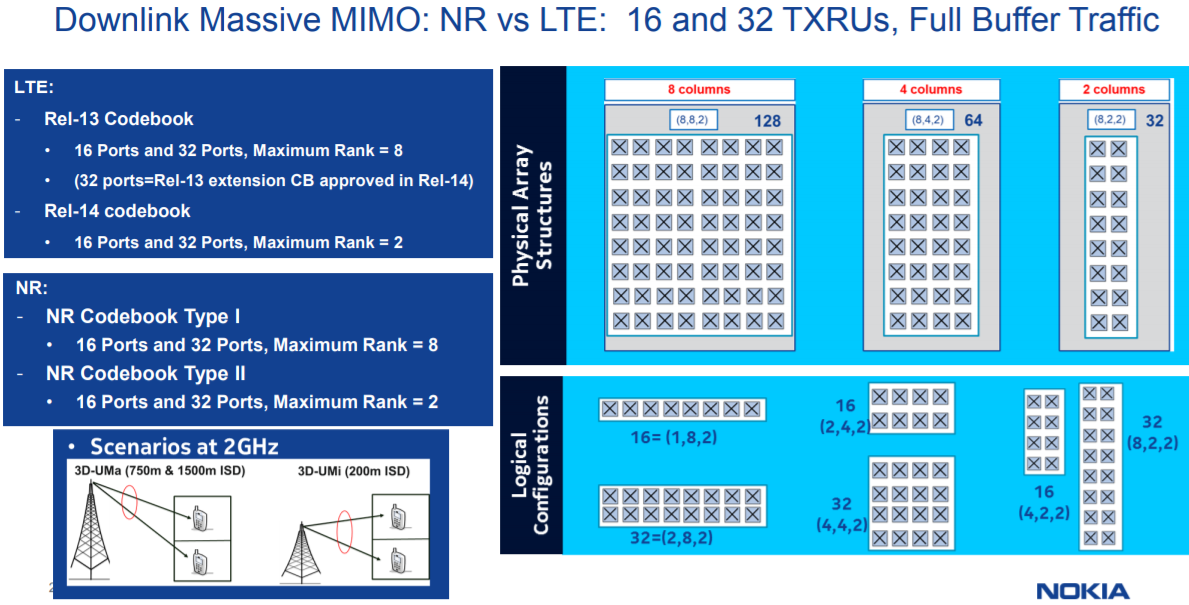 Downlink Massive MIMO: NR vs LTE: 16 and 32 TXRUs, Full Buffer Traffic
LTE:
- Rel-13 Codebook
• 16 Ports and 32 Ports, Maximum Rank = 8
• (32 ports=Rel-13 extension CB approved in Rel-14)
- Rel-14 codebook
• 16 Ports and 32 Ports, Maximum Rank = 2
NR:
- NR Codebook Type I
• 16 Ports and 32 Ports, Maximum Rank = 8
- NR Codebook Type II
• 16 Ports and 32 Ports, Maximum Rank = 2
• Scenarios at 2GHz
3D-UMa (750m & 1500m ISD)
3D-UMi (200m ISD)
Physical Array
Structures
8 columns
(8,8,2) 128
4 columns
(8,4,2) 64
2 columns
(8,2,2) 32
Logical
Configurations
16= (1,8,2)
32=(2,8,2)
16
(2,4,2)
32
(4,4,2)
16
(4,2,2)
32
(8,2,2)
NOKIA